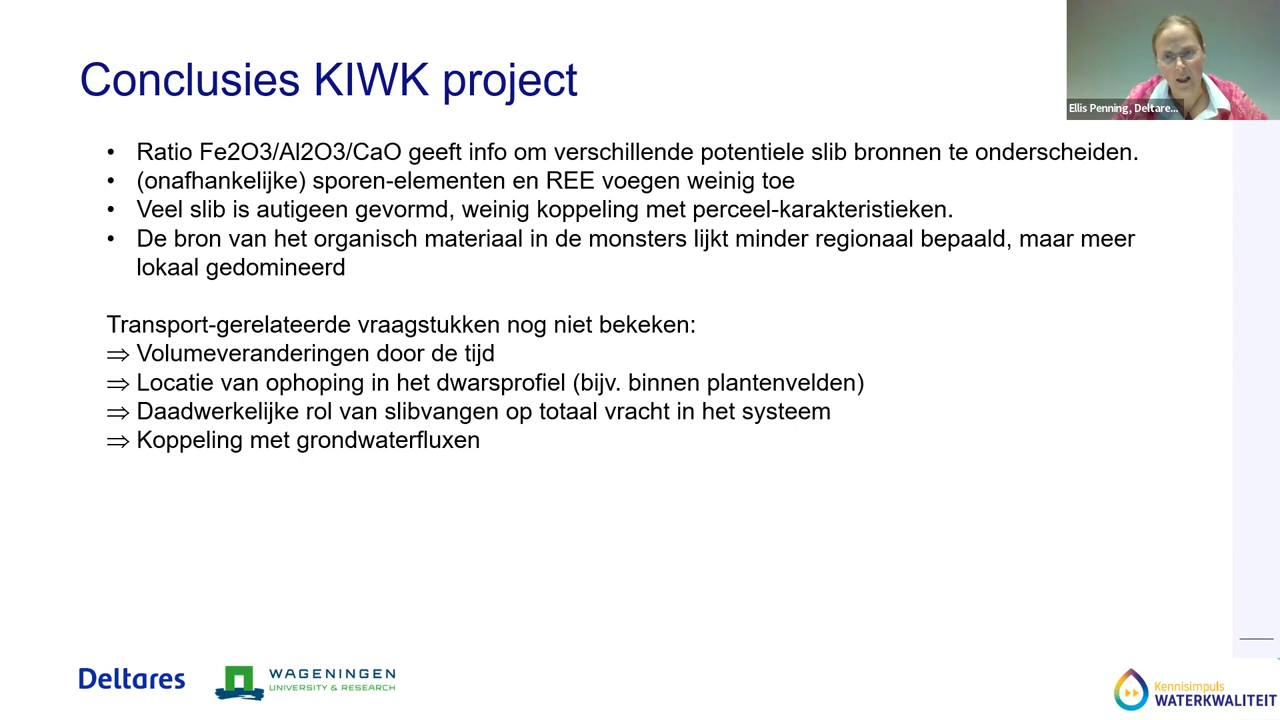 Conclusies KIWK project
Ellis Penning, Deltare...
• Ratio Fe2O3/Al2O3/CaO geeft info om verschillende potentiele slib bronnen te onderscheiden.
• (onafhankelijke) sporen-elementen en REE voegen weinig toe
• Veel slib is autigeen gevormd, weinig koppeling met perceel-karakteristieken.
• De bron van het organisch materiaal in de monsters lijkt minder regionaal bepaald, maar meer
lokaal gedomineerd
Transport-gerelateerde vraagstukken nog niet bekeken:
⇒ Volumeveranderingen door de tijd
⇒ Locatie van ophoping in het dwarsprofiel (bijv. binnen plantenvelden)
⇒ Daadwerkelijke rol van slibvangen op totaal vracht in het systeem
⇒ Koppeling met grondwaterfluxen
Deltares
WAGENINGEN
UNIVERSITY & RESEARCH
Kennisimpuls
WATERKWALITEIT